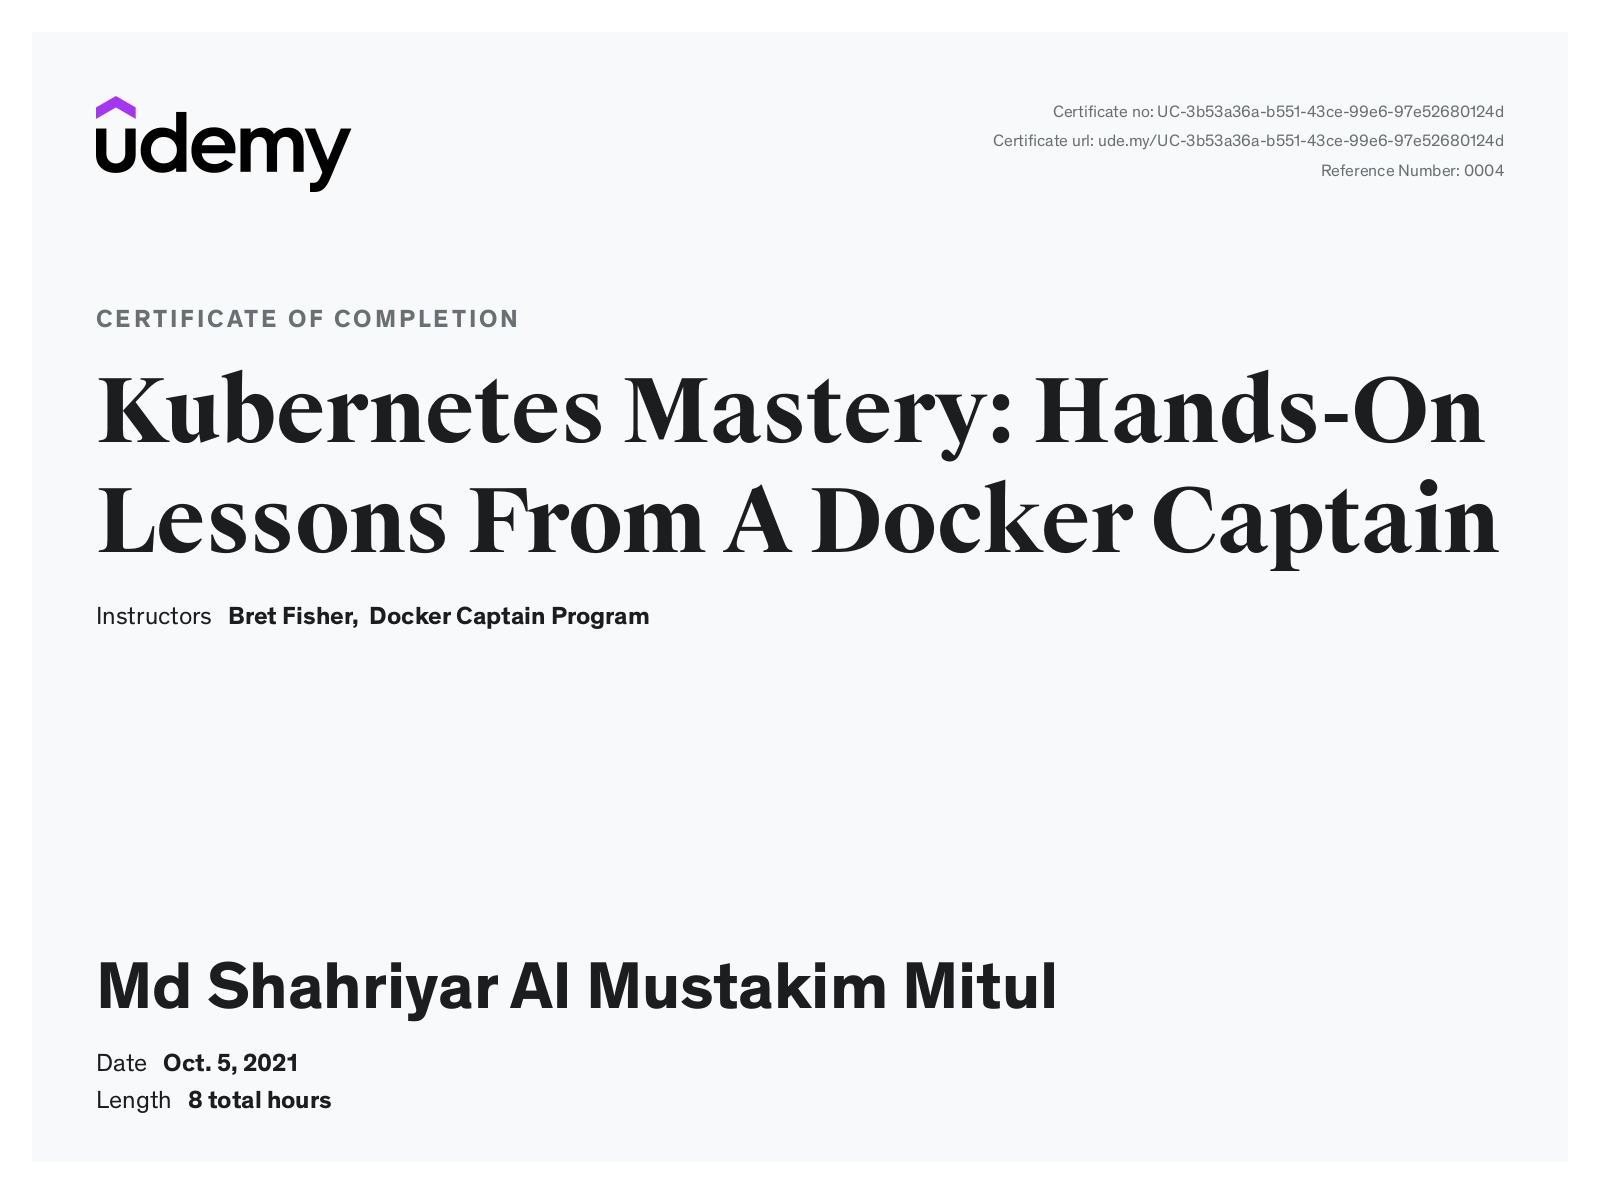 udemy
Certificate no: UC-3b53a36a-b551-43ce-99e6-97e52680124d
Certificate url: ude.my/UC-3b53a36a-b551-43ce-99e6-97e52680124d
Reference Number: 0004
CERTIFICATE OF COMPLETION
Kubernetes Mastery: Hands-On
Lessons From A Docker Captain
Instructors Bret Fisher, Docker Captain Program
Md Shahriyar Al Mustakim Mitul
Date Oct. 5, 2021
Length 8 total hours